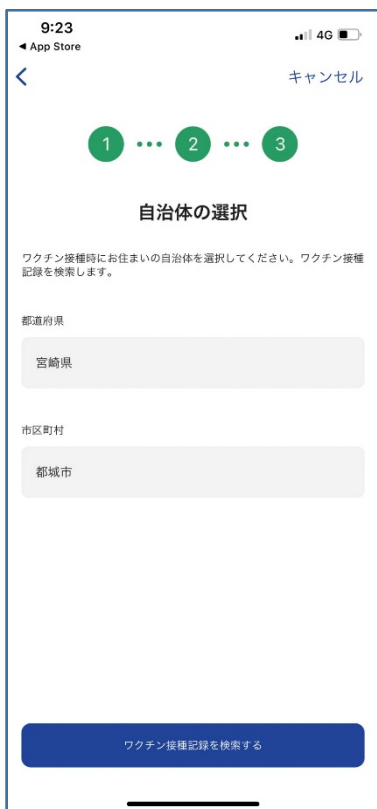 9:23
4G
◀ App Store
キャンセル
1 ••• 2 ••• 3
自治体の選択
ワクチン接種時にお住まいの自治体を選択してください。ワクチン接種
記録を検索します。
都道府県
宮崎県
市区町村
都城市
ワクチン接種記録を検索する